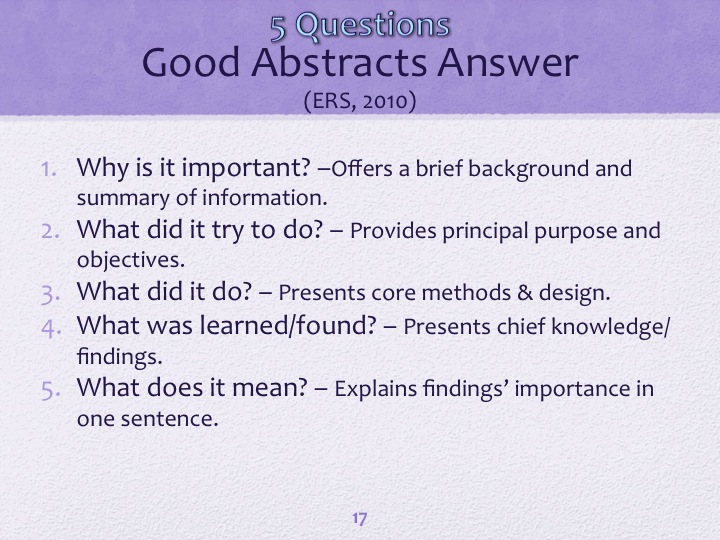 5 Questions
Good Abstracts Answer
(ERS, 2010)
1. Why is it important? –Offers a brief background and
summary of information.
2. What did it try to do? – Provides principal purpose and
objectives.
3. What did it do? – Presents core methods & design.
4. What was learned/found? – Presents chief knowledge/
findings.
5. What does it mean? – Explains findings’ importance in
one sentence.
17